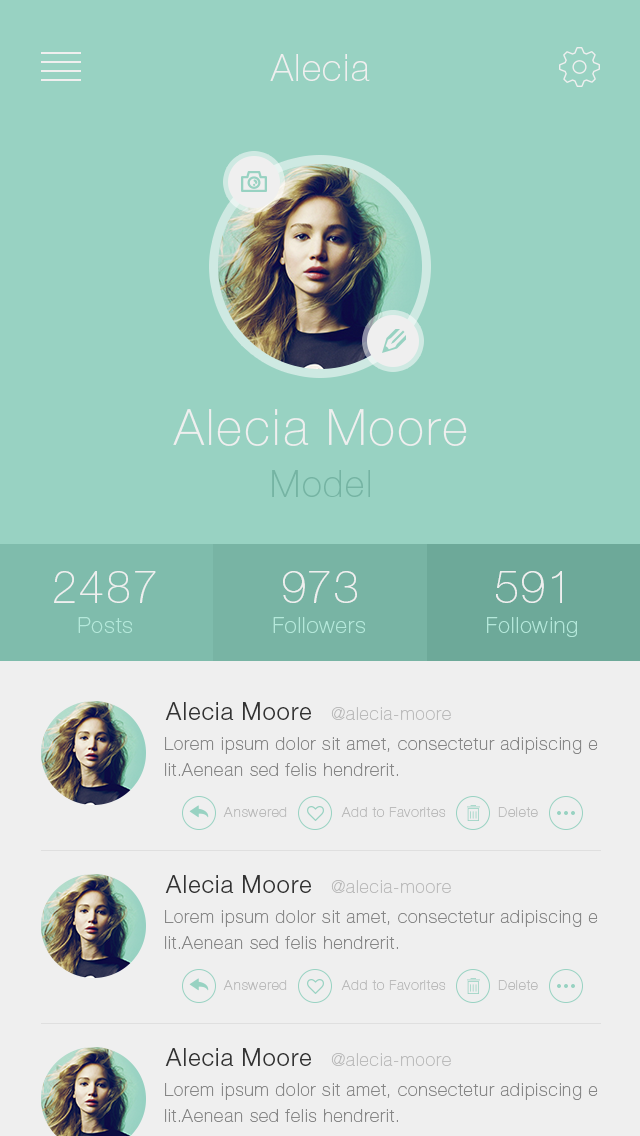 Alecia
Alecia Moore
Model
2487 973 591
Posts Followers Following
Alecia Moore @alecia-moore
Lorem ipsum dolor sit amet, consectetur adipiscing e
lit.Aenean sed felis hendrerit.
Answered Add to Favorites Delete
Alecia Moore @alecia-moore
Lorem ipsum dolor sit amet, consectetur adipiscing e
lit.Aenean sed felis hendrerit.
Answered Add to Favorites Delete
Alecia Moore @alecia-moore
Lorem ipsum dolor sit amet, consectetur adipiscing e
lit.Aenean sed felis hendrerit.